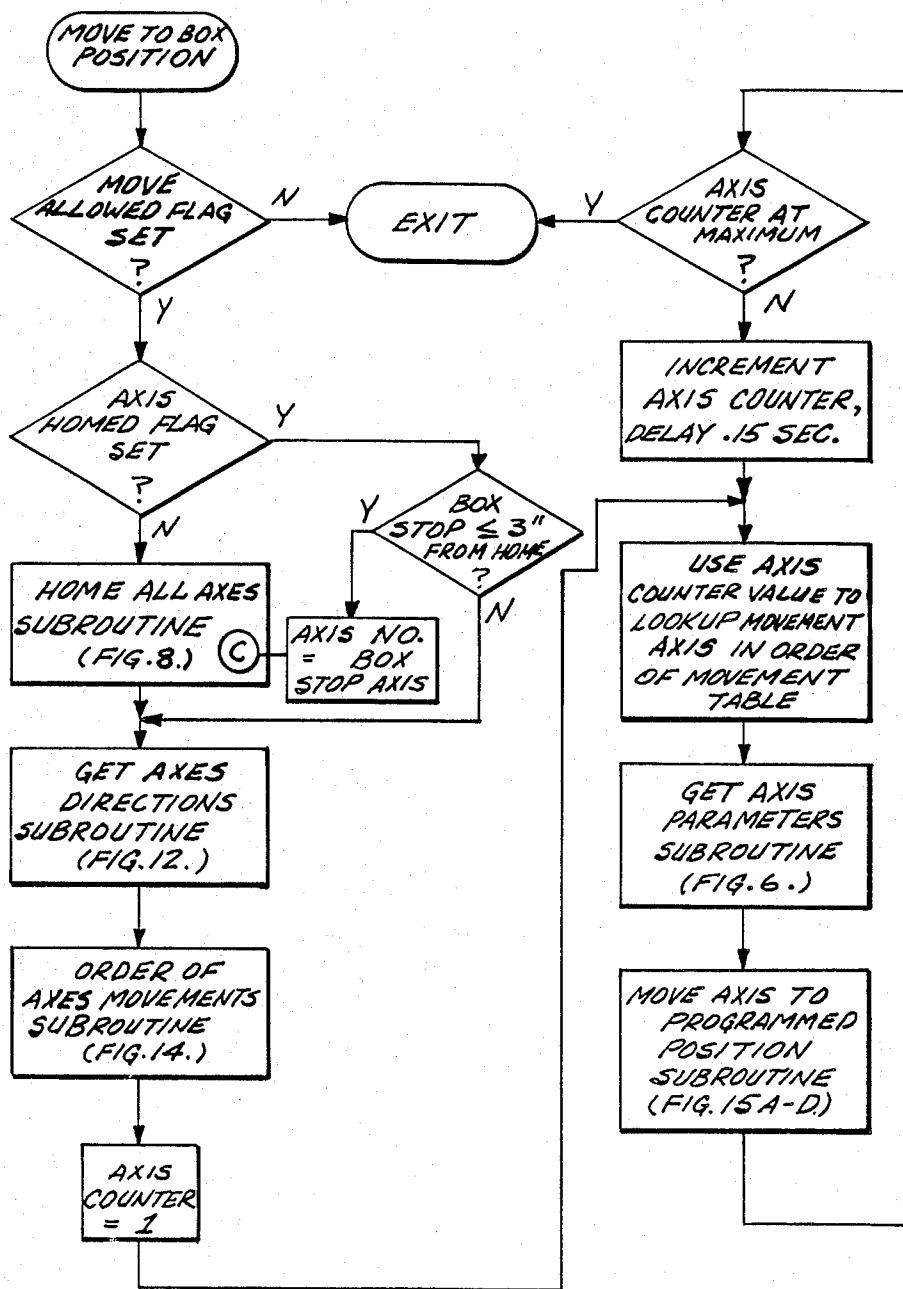 MOVE TO BOX
POSITION
MOVE
ALLOWED FLAG
SET
?
N
Y
EXIT
AXIS
HOMED FLAG
SET
?
Y
N
BOX
STOP ≤ 3"
FROM HOME
?
Y
N
HOME ALL AXES
SUBROUTINE
(FIG.8.)
C
AXIS NO.
= BOX
STOP AXIS
GET AXES
DIRECTIONS
SUBROUTINE
(FIG.12.)
ORDER OF
AXES MOVEMENTS
SUBROUTINE
(FIG.14.)
AXIS
COUNTER
= 1
AXIS
COUNTER AT
MAXIMUM
?
Y
N
INCREMENT
AXIS COUNTER,
DELAY .15 SEC.
USE AXIS
COUNTER VALUE TO
LOOKUP MOVEMENT
AXIS IN ORDER
OF MOVEMENT
TABLE
GET AXIS
PARAMETERS
SUBROUTINE
(FIG.6.)
MOVE AXIS TO
PROGRAMMED
POSITION
SUBROUTINE
(FIG.15A-D.)